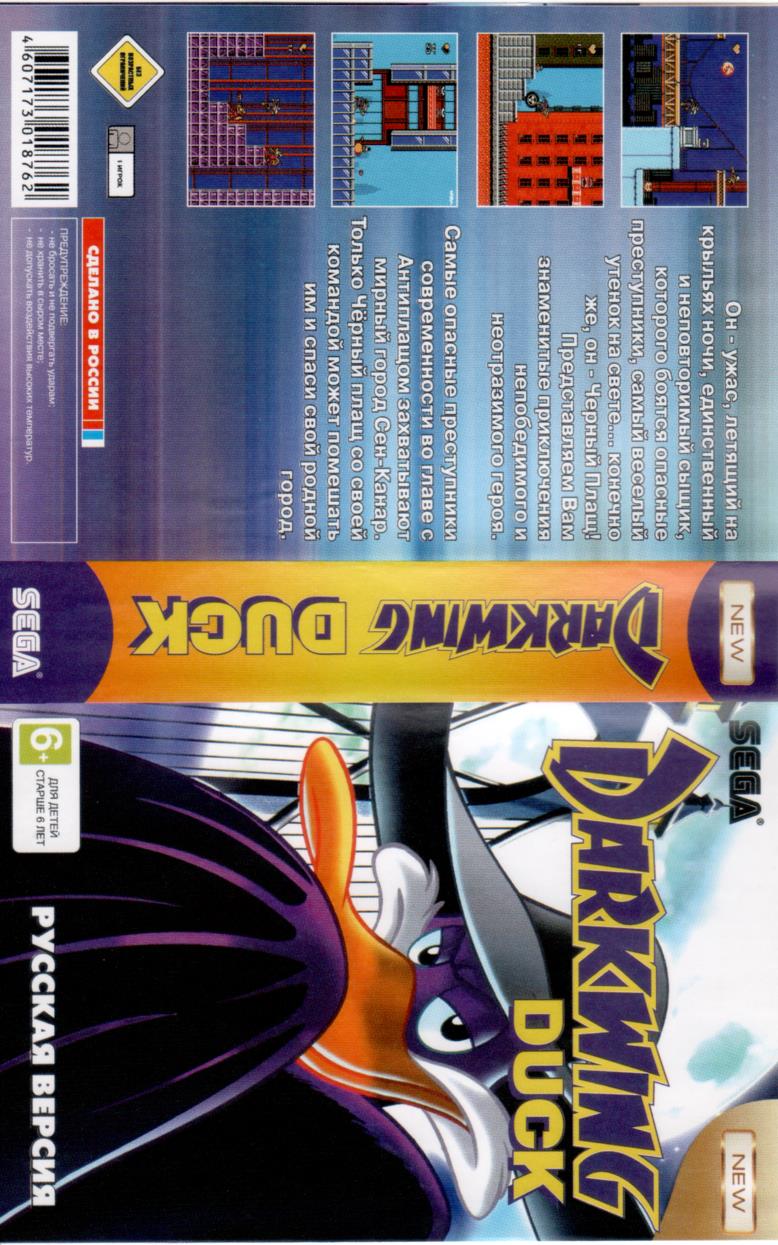 Он - ужас, летящий на
крыльях ночи, единственный
и неповторимый сыщик,
которого боятся опасные
преступники, самый веселый
утенок на свете.... конечно
же, он - Черный Плащ!
Представляем Вам
знаменитые приключения
непобедимого и
неотразимого героя.
Самые опасные преступники
современности во главе с
Антиплащом захватывают
мирный город Сен-Канар.
Только Чёрный плащ со своей
командой может помешать
им и спаси свой родной
город.
БЕЗ
ВОЗРАСТНЫХ
ОГРАНИЧЕНИЙ
1 ИГРОК
СДЕЛАНО В РОССИИ
ПРЕДУПРЕЖДЕНИЕ:
- не бросать и не подвергать ударам;
- не хранить в сыром месте;
- не допускать воздействия высоких температур.
4 607173 018762
NEW
DARKWING DUCK
SEGA®
SEGA®
NEW
DARKWING
DUCK
6+
ДЛЯ ДЕТЕЙ
СТАРШЕ 6 ЛЕТ
РУССКАЯ ВЕРСИЯ